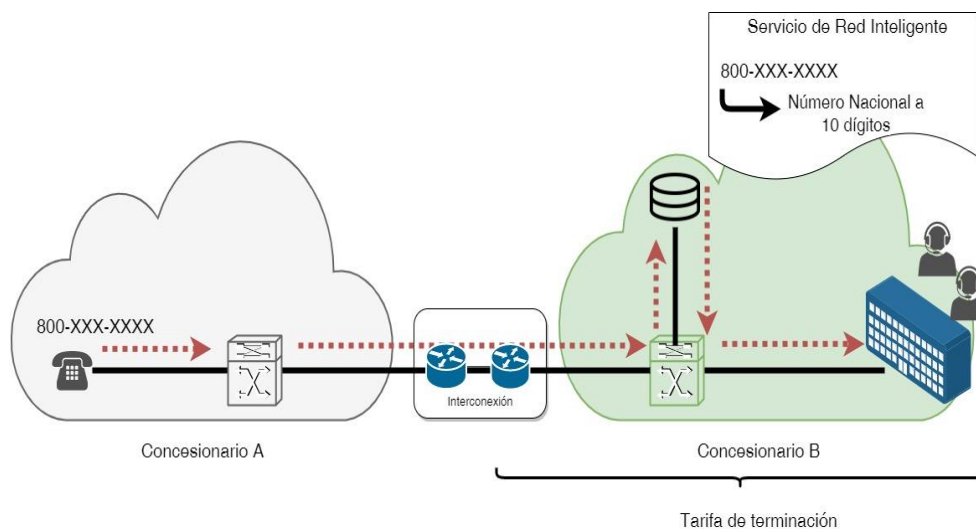 Servicio de Red Inteligente
800-XXX-XXXX
Número Nacional a
10 dígitos
800-XXX-XXXX
Interconexión
Concesionario A
Concesionario B
Tarifa de terminación